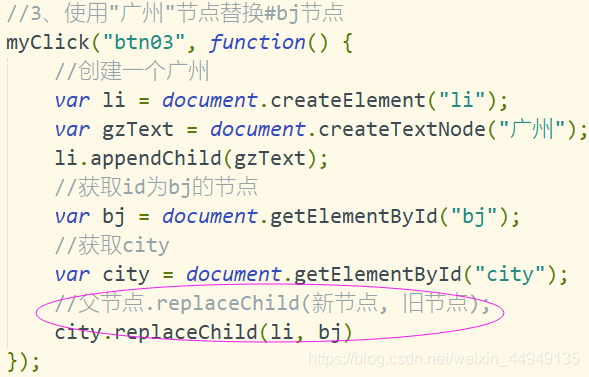 //3、使用"广州"节点替换#bj节点
myClick("btn03", function() {
    //创建一个广州
    var li = document.createElement("li");
    var gzText = document.createTextNode("广州");
    li.appendChild(gzText);
    //获取id为bj的节点
    var bj = document.getElementById("bj");
    //获取city
    var city = document.getElementById("city");
    //父节点.replaceChild(新节点, 旧节点);
    city.replaceChild(li, bj)
});
https://blog.csdn.net/weixin_44949135